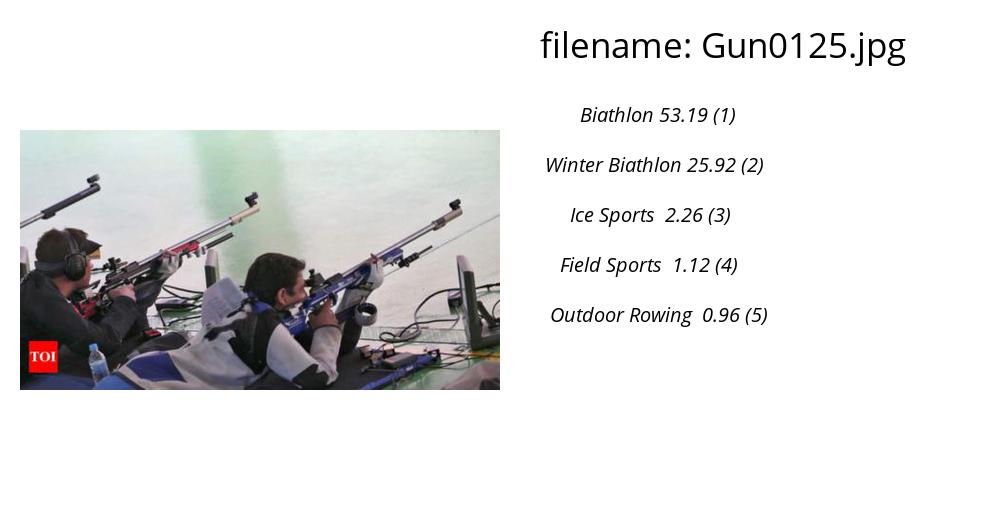 filename: Gun0125.jpg
Biathlon 53.19 (1)
Winter Biathlon 25.92 (2)
Ice Sports 2.26 (3)
Field Sports 1.12 (4)
Outdoor Rowing 0.96 (5)
TOI